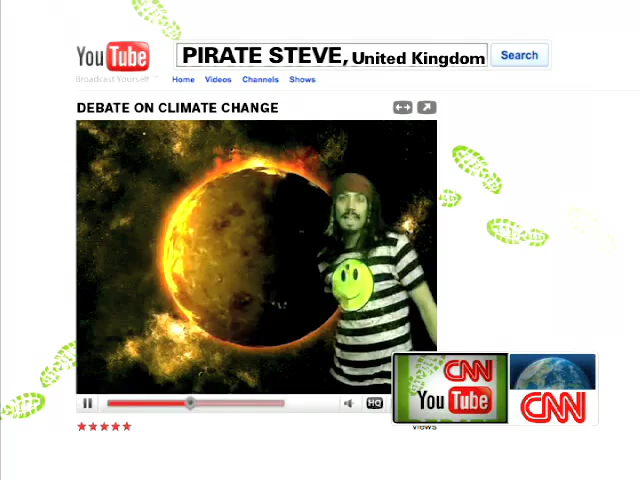 YouTube
Broadcast Yourself
PIRATE STEVE, United Kingdom
Search
Home Videos Channels Shows
DEBATE ON CLIMATE CHANGE
HQ
views
CNN
YouTube
CNN